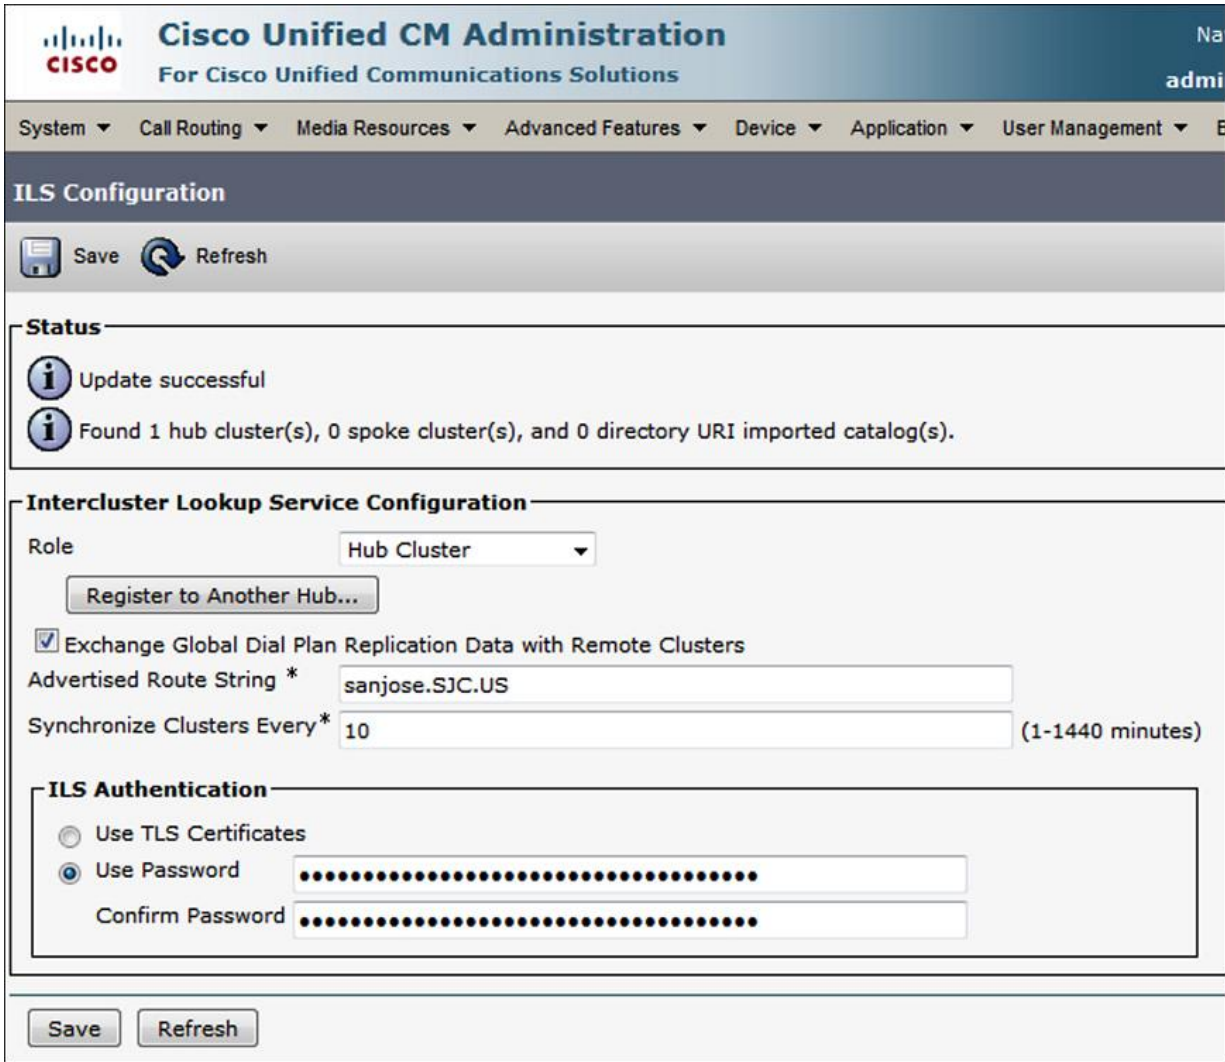 Cisco Unified CM Administration
CISCO
For Cisco Unified Communications Solutions
System Call Routing Media Resources Advanced Features Device Application User Management
ILS Configuration
Save Refresh
Status
Update successful
Found 1 hub cluster(s), 0 spoke cluster(s), and 0 directory URI imported catalog(s).
Intercluster Lookup Service Configuration
Role Hub Cluster
Register to Another Hub...
Exchange Global Dial Plan Replication Data with Remote Clusters
Advertised Route String * sanjose.SJC.US
Synchronize Clusters Every* 10 (1-1440 minutes)
ILS Authentication
Use TLS Certificates
Use Password
Confirm Password
Save Refresh